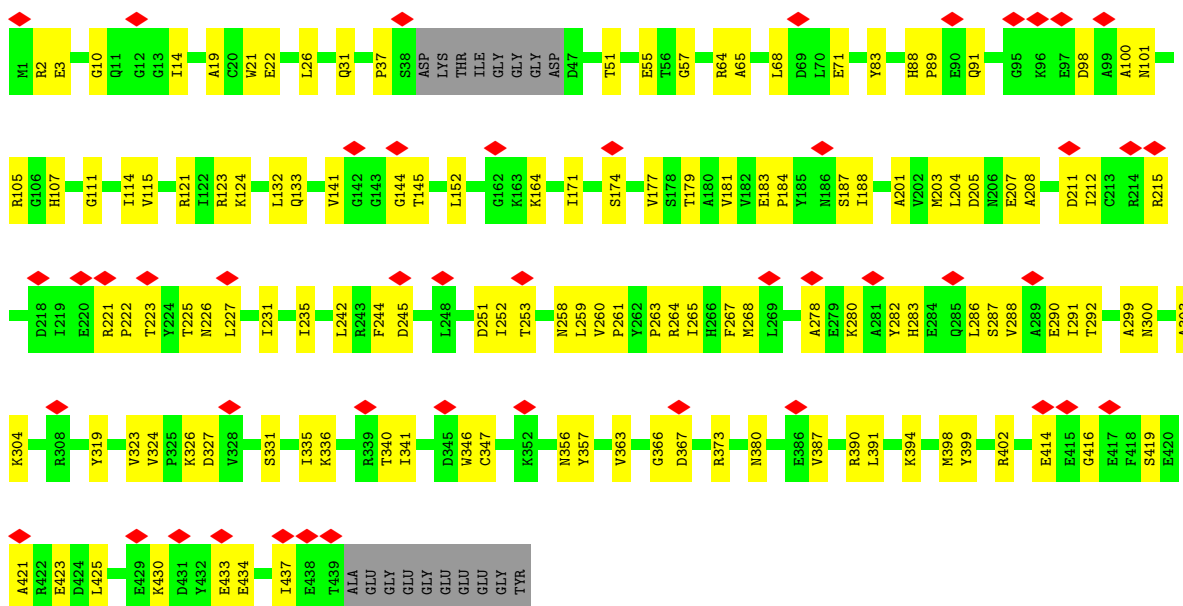 M1 R2 E3 G10 Q11 G12 G13 I14 A19 C20 W21 E22 L26 Q31 P37 S38 ASP LYS THR ILE GLY GLY GLY ASP D47 T51 E55 T56 G57 R64 A65 L68 D69 L70 E71 Y83 H88 P89 E90 Q91 G95 K96 E97 D98 A99 A100 N101
R105 G106 H107 G111 I114 V115 R121 I122 R123 K124 L132 Q133 V141 G142 G143 G144 T145 L152 G162 K163 K164 I171 S174 V177 S178 T179 A180 V181 V182 E183 P184 Y185 N186 S187 I188 A201 V202 M203 L204 D205 N206 E207 A208 D211 I212 C213 R214 R215
D218 I219 E220 R221 P222 T223 Y224 T225 N226 L227 I231 I235 L242 R243 F244 D245 L248 D251 I252 T253 N258 L259 V260 P261 Y262 P263 R264 I265 H266 F267 M268 L269 A278 E279 K280 A281 Y282 H283 E284 Q285 L286 S287 V288 A289 E290 I291 T292 A299 N300
K304 R308 Y319 V323 V324 P325 K326 D327 V328 S331 I335 K336 R339 T340 I341 D345 W346 C347 K352 N356 Y357 V363 G366 D367 R373 N380 E386 V387 R390 L391 K394 M398 Y399 R402 E414 E415 G416 E417 F418 S419 E420
A421 R422 E423 D424 L425 E429 K430 D431 Y432 E433 E434 I437 E438 T439 ALA GLU GLY GLU GLY GLU GLU GLU GLY TYR